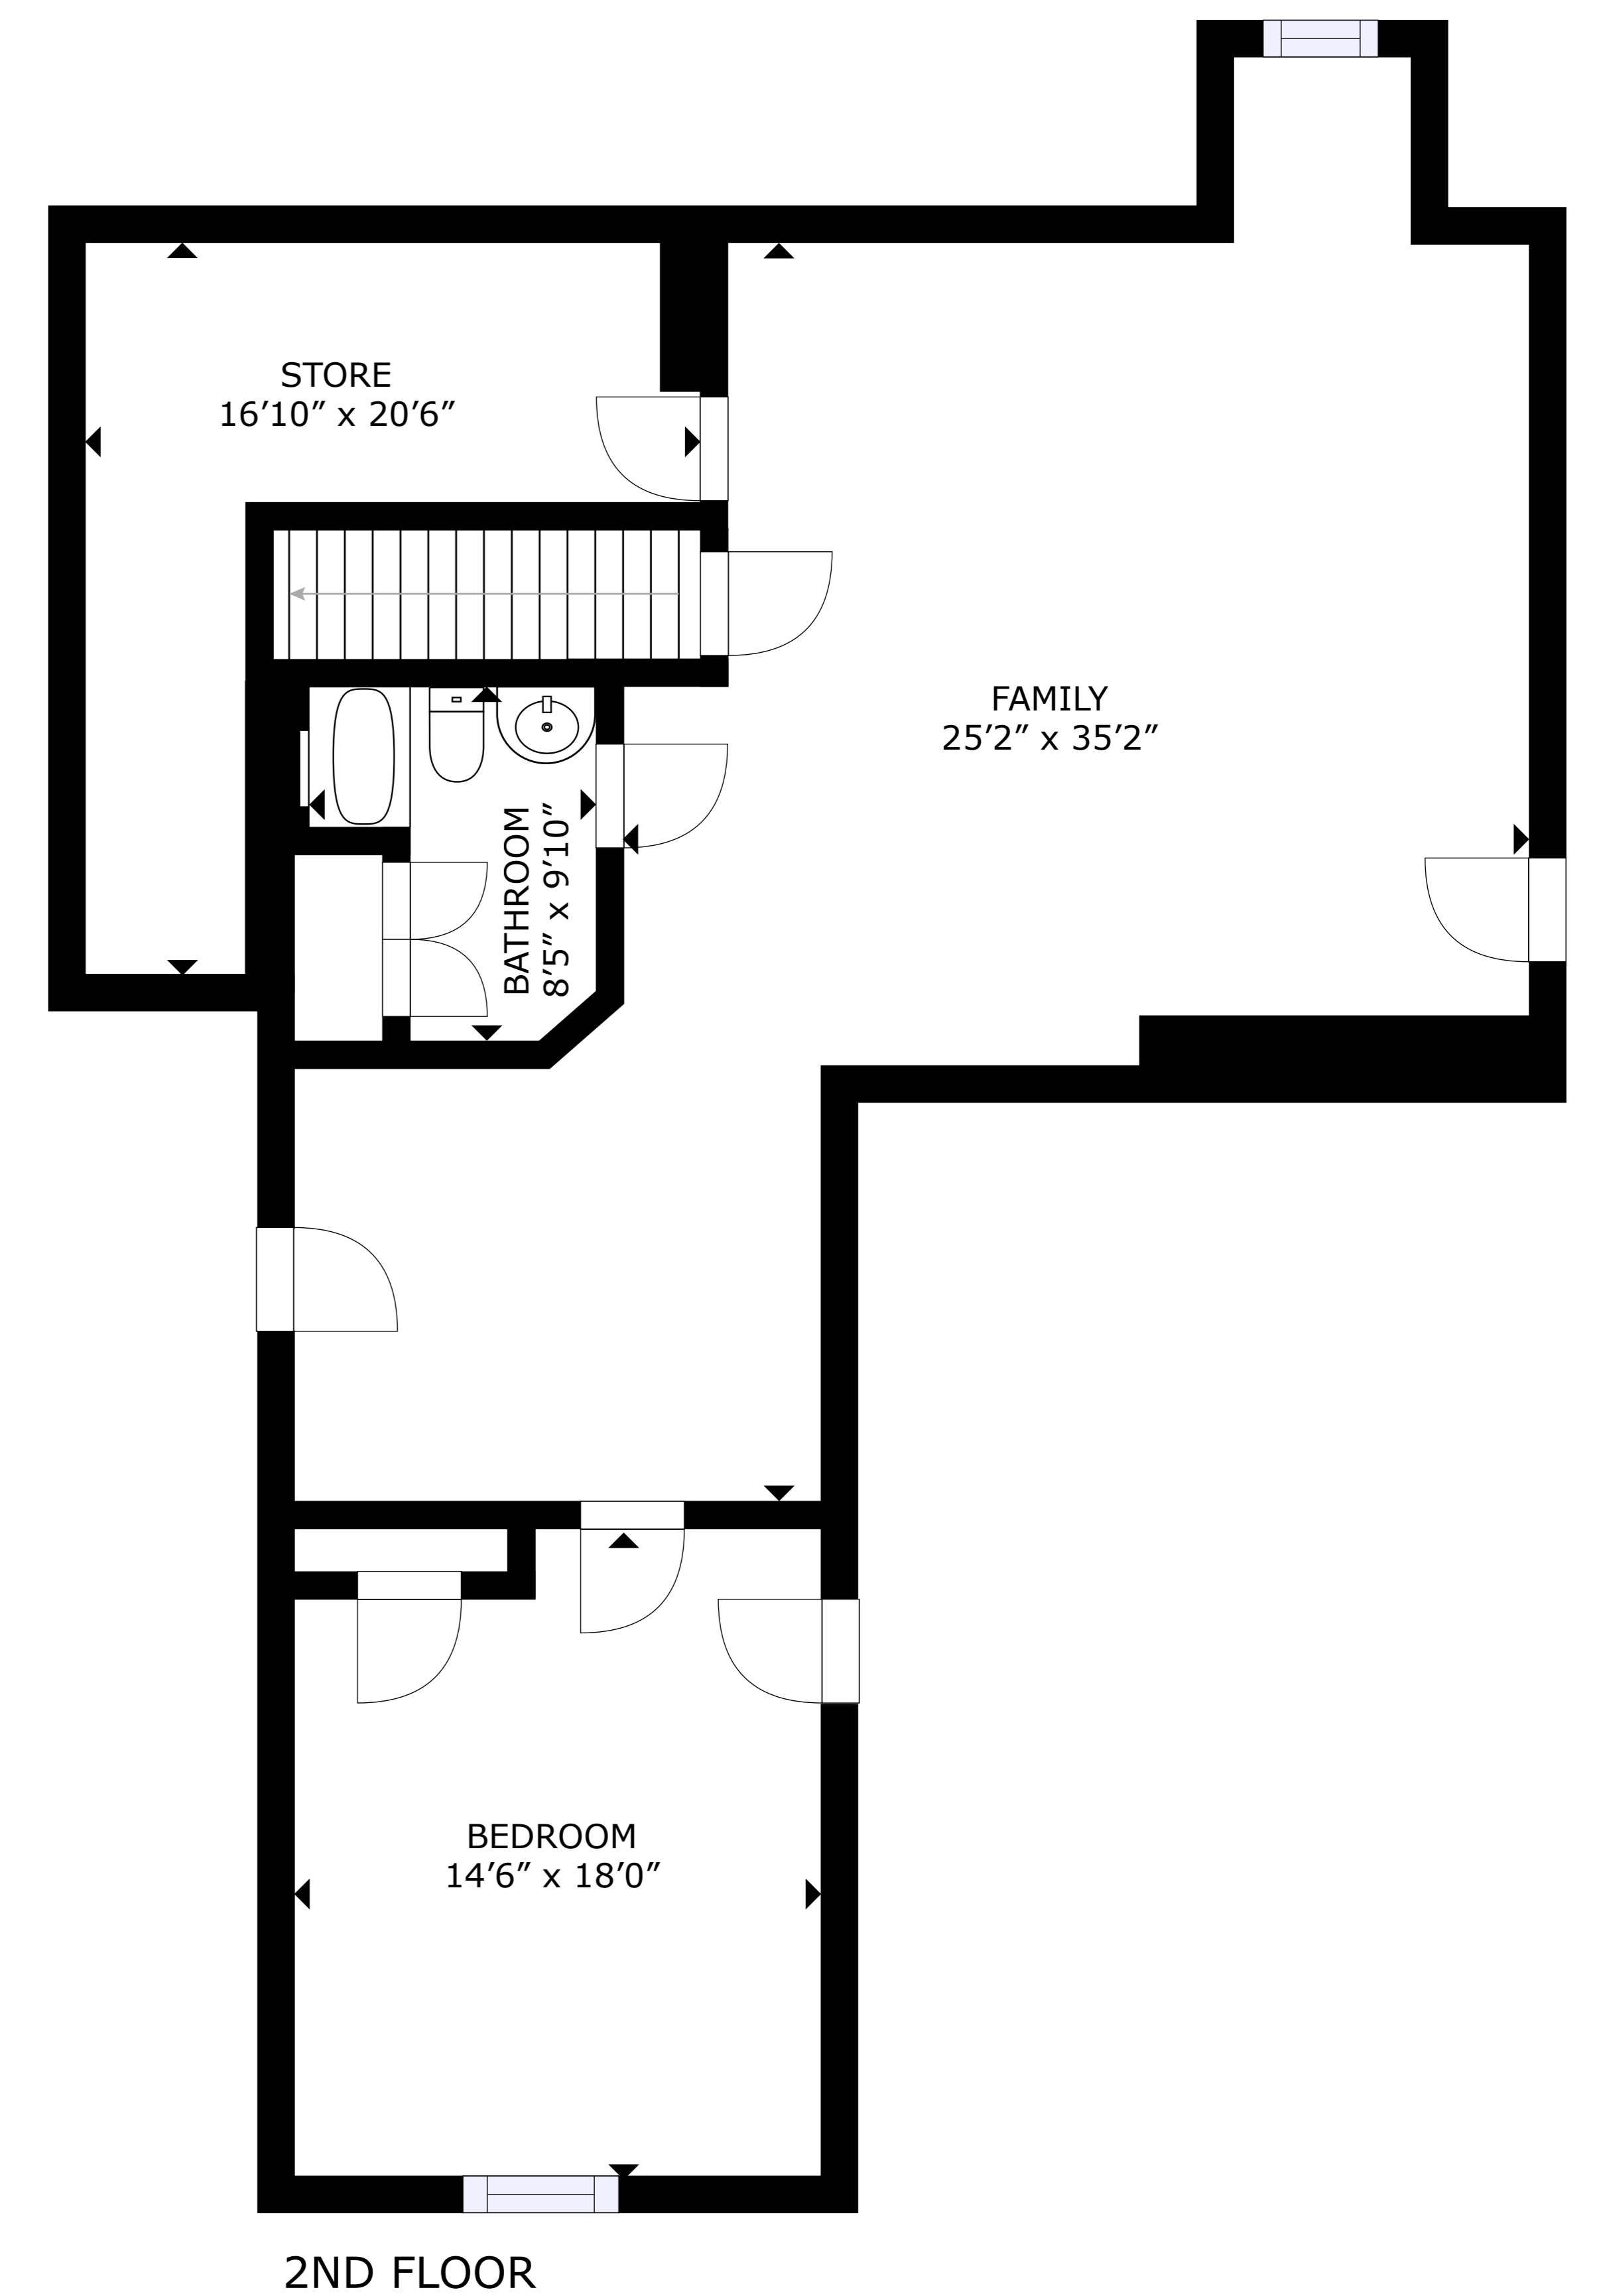 STORE
16′10″ x 20′6″
FAMILY
25′2″ x 35′2″
BATHROOM
8′5″ x 9′10″
BEDROOM
14′6″ x 18′0″
2ND FLOOR